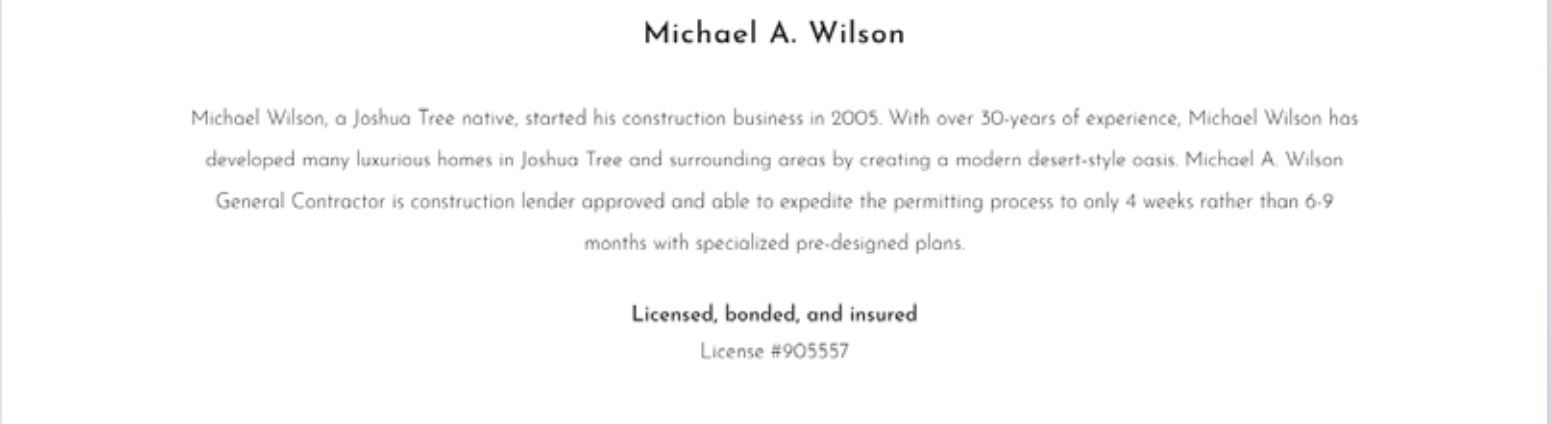 Michael A. Wilson
Michael Wilson, a Joshua Tree native, started his construction business in 2005. With over 30-years of experience, Michael Wilson has
developed many luxurious homes in Joshua Tree and surrounding areas by creating a modern desert-style oasis. Michael A. Wilson
General Contractor is construction lender approved and able to expedite the permitting process to only 4 weeks rather than 6-9
months with specialized pre-designed plans.
Licensed, bonded, and insured
License #905557